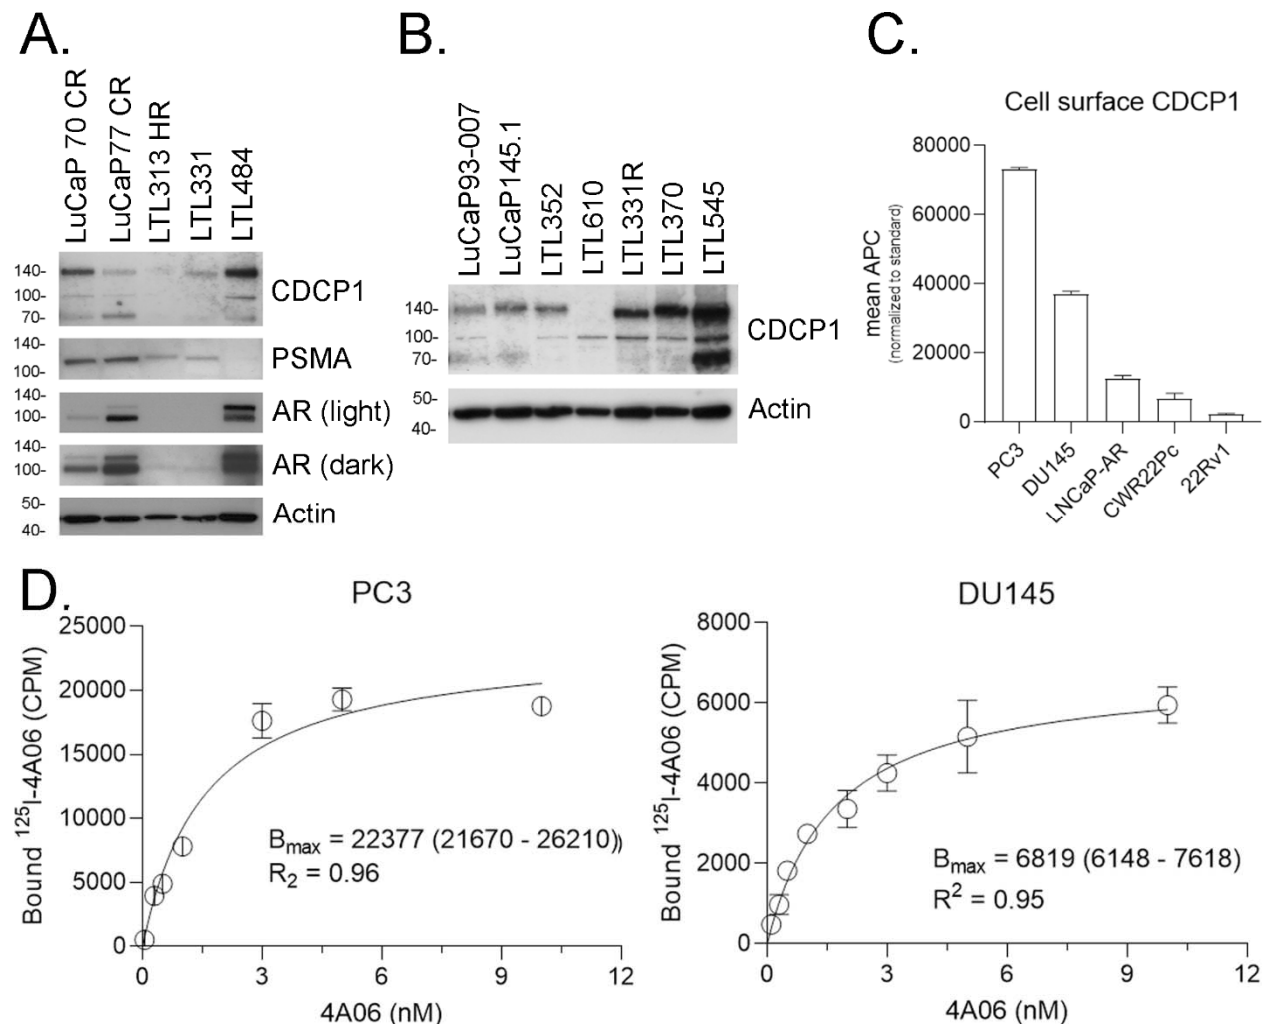 A.
LuCaP 70 CR
LuCaP77 CR
LTL313 HR
LTL331
LTL484
140-
100-
70-
CDCP1
140-
100-
PSMA
140-
100-
AR (light)
140-
100-
AR (dark)
50-
40-
Actin
B.
LuCaP93-007
LuCaP145.1
LTL352
LTL610
LTL331R
LTL370
LTL545
140-
100-
70-
CDCP1
50-
40-
Actin
C.
Cell surface CDCP1
mean APC
(normalized to standard)
80000
60000
40000
20000
0
PC3
DU145
LNCaP-AR
CWR22Pc
22Rv1
D.
PC3
Bound ¹²⁵I-4A06 (CPM)
25000
20000
15000
10000
5000
0
Bmax = 22377 (21670 - 26210))
R₂ = 0.96
0 3 6 9 12
4A06 (nM)
DU145
Bound ¹²⁵I-4A06 (CPM)
8000
6000
4000
2000
0
Bmax = 6819 (6148 - 7618)
R² = 0.95
0 3 6 9 12
4A06 (nM)